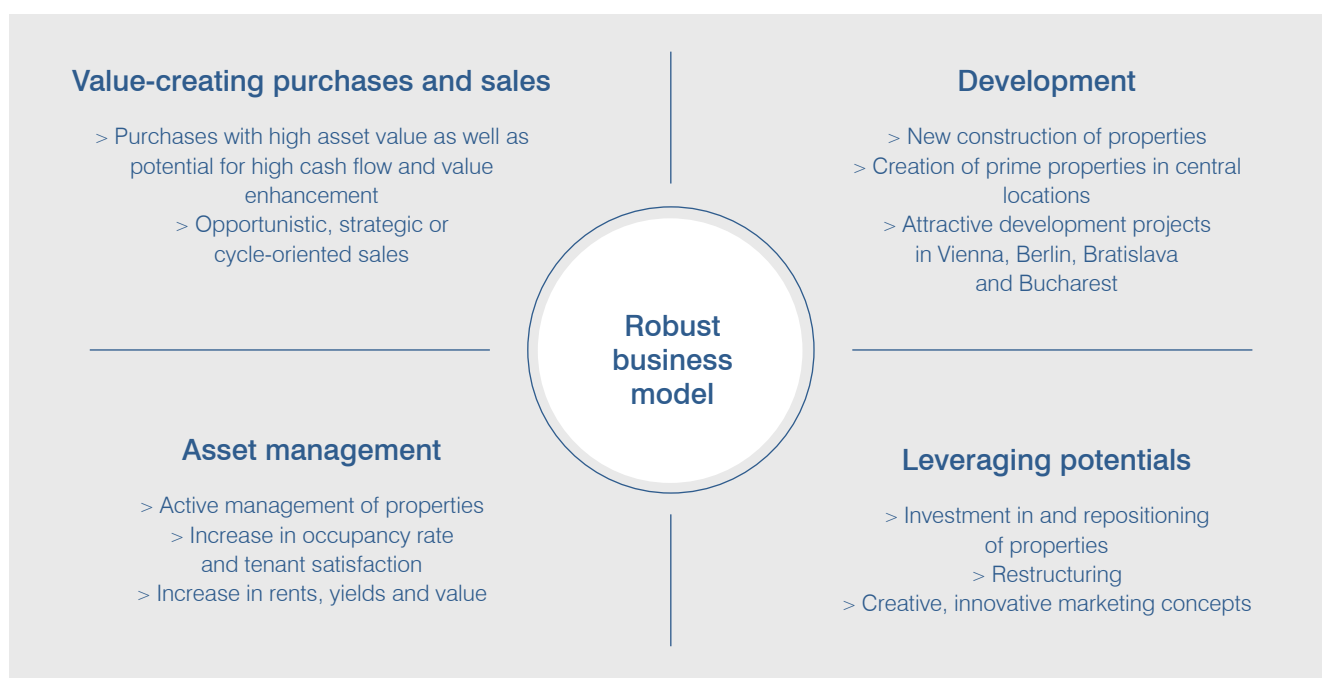 Value-creating purchases and sales
> Purchases with high asset value as well as
potential for high cash flow and value
enhancement
> Opportunistic, strategic or
cycle-oriented sales
Development
> New construction of properties
> Creation of prime properties in central
locations
> Attractive development projects
in Vienna, Berlin, Bratislava
and Bucharest
Robust
business
model
Asset management
> Active management of properties
> Increase in occupancy rate
and tenant satisfaction
> Increase in rents, yields and value
Leveraging potentials
> Investment in and repositioning
of properties
> Restructuring
> Creative, innovative marketing concepts